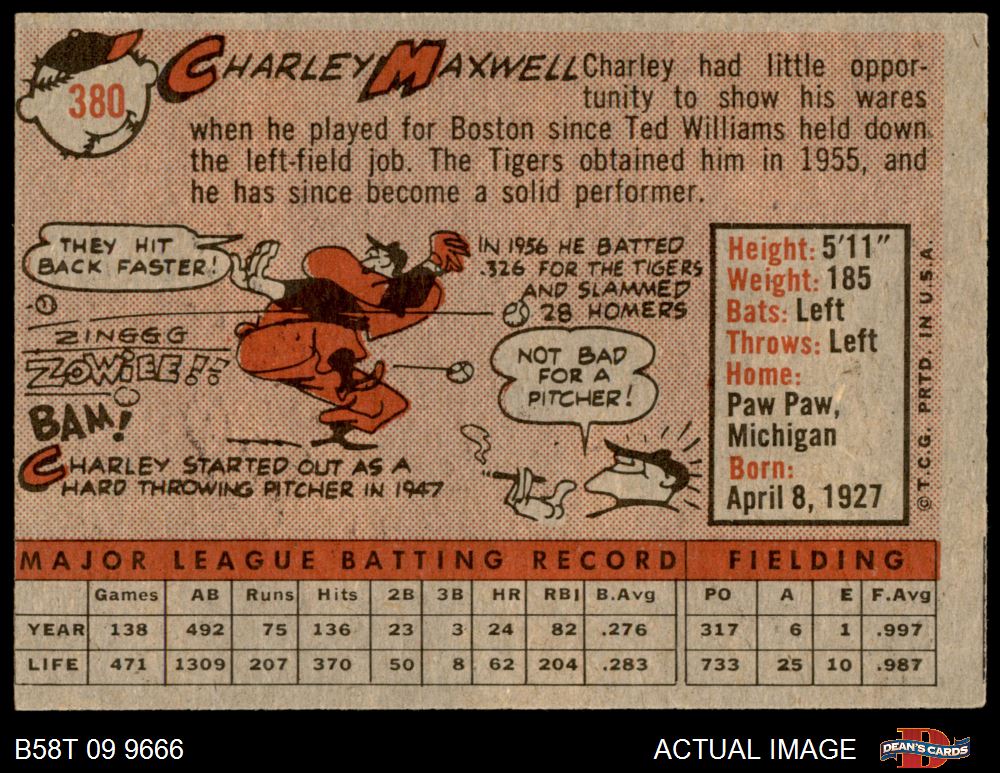 380
CHARLEY MAXWELL Charley had little oppor-
tunity to show his wares
when he played for Boston since Ted Williams held down
the left-field job. The Tigers obtained him in 1955, and
he has since become a solid performer.
THEY HIT
BACK FASTER!
IN 1956 HE BATTED
.326 FOR THE TIGERS
AND SLAMMED
28 HOMERS
ZINGGG
ZOWIEE!!
BAM!
NOT BAD
FOR A
PITCHER!
CHARLEY STARTED OUT AS A
HARD THROWING PITCHER IN 1947
Height: 5'11"
Weight: 185
Bats: Left
Throws: Left
Home:
Paw Paw,
Michigan
Born:
April 8, 1927
© T.C.G. PRTD. IN U.S.A.
MAJOR LEAGUE BATTING RECORD FIELDING
Games AB Runs Hits 2B 3B HR RBI B.Avg PO A E F.Avg
YEAR 138 492 75 136 23 3 24 82 .276 317 6 1 .997
LIFE 471 1309 207 370 50 8 62 204 .283 733 25 10 .987
B58T 09 9666 ACTUAL IMAGE DEAN'S CARDS